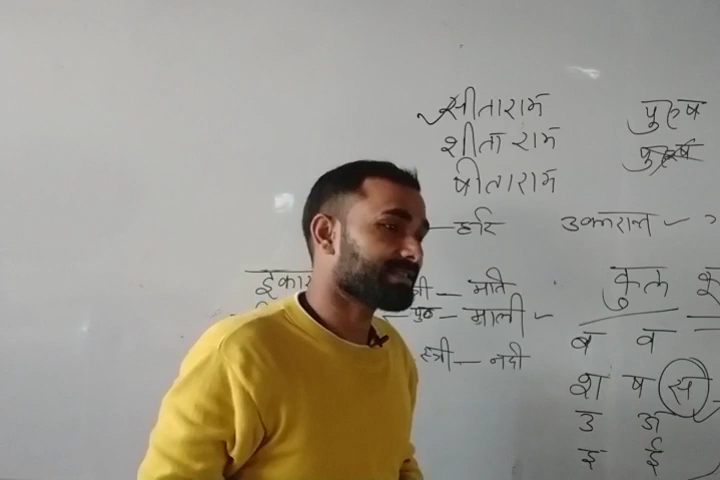 सीताराम
शीता राम
षीताराम
पुरुष
हरि
उकारान्त
मति
पु० — माली
स्त्री — नदी
कुल
ब व
श ष स
उ ऊ
इ ई